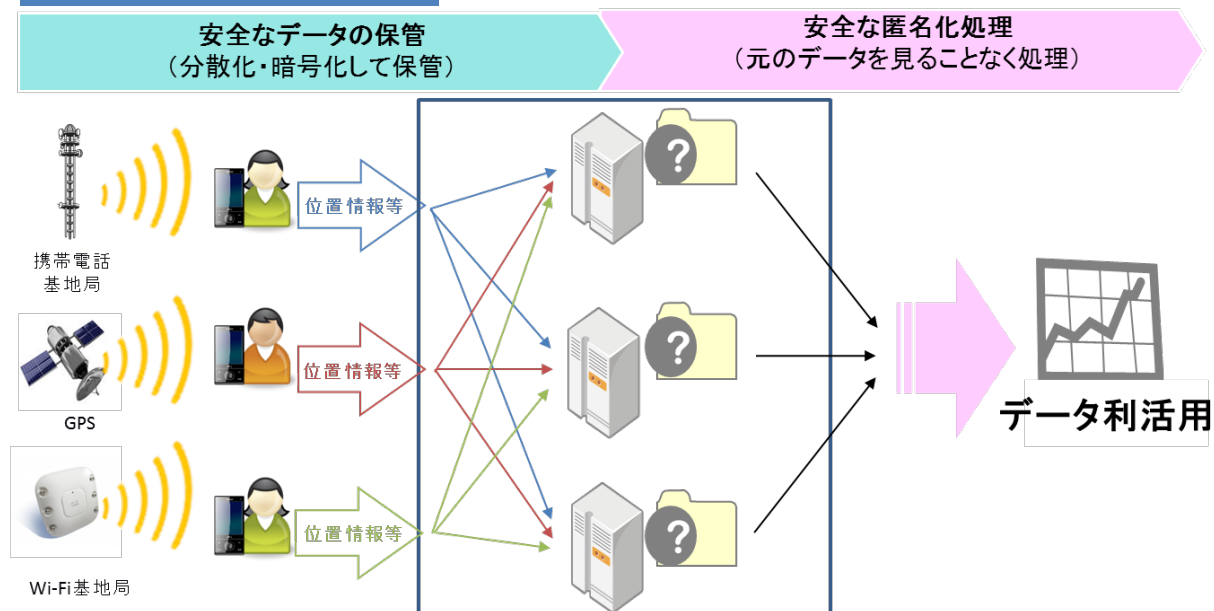 安全なデータの保管
（分散化・暗号化して保管）
安全な匿名化処理
（元のデータを見ることなく処理）
携帯電話
基地局
位置情報等
?
GPS
位置情報等
?
データ利活用
Wi-Fi基地局
位置情報等
?